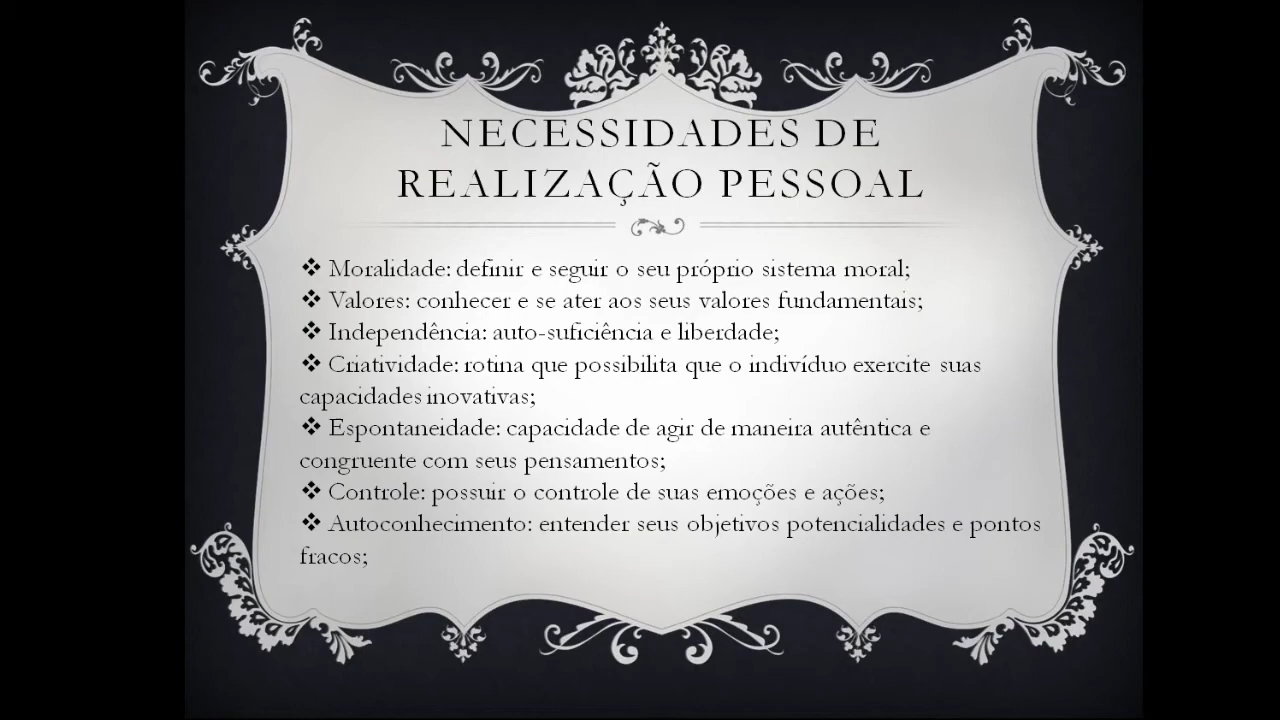 NECESSIDADES DE
REALIZAÇÃO PESSOAL
❖ Moralidade: definir e seguir o seu próprio sistema moral;
❖ Valores: conhecer e se ater aos seus valores fundamentais;
❖ Independência: auto-suficiência e liberdade;
❖ Criatividade: rotina que possibilita que o indivíduo exercite suas
capacidades inovativas;
❖ Espontaneidade: capacidade de agir de maneira autêntica e
congruente com seus pensamentos;
❖ Controle: possuir o controle de suas emoções e ações;
❖ Autoconhecimento: entender seus objetivos potencialidades e pontos
fracos;